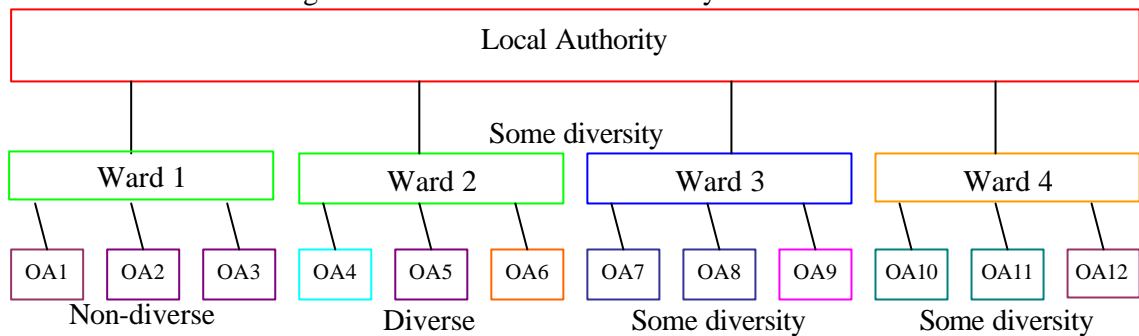 Local Authority
Some diversity
Ward 1 Ward 2 Ward 3 Ward 4
OA1 OA2 OA3 OA4 OA5 OA6 OA7 OA8 OA9 OA10 OA11 OA12
Non-diverse Diverse Some diversity Some diversity